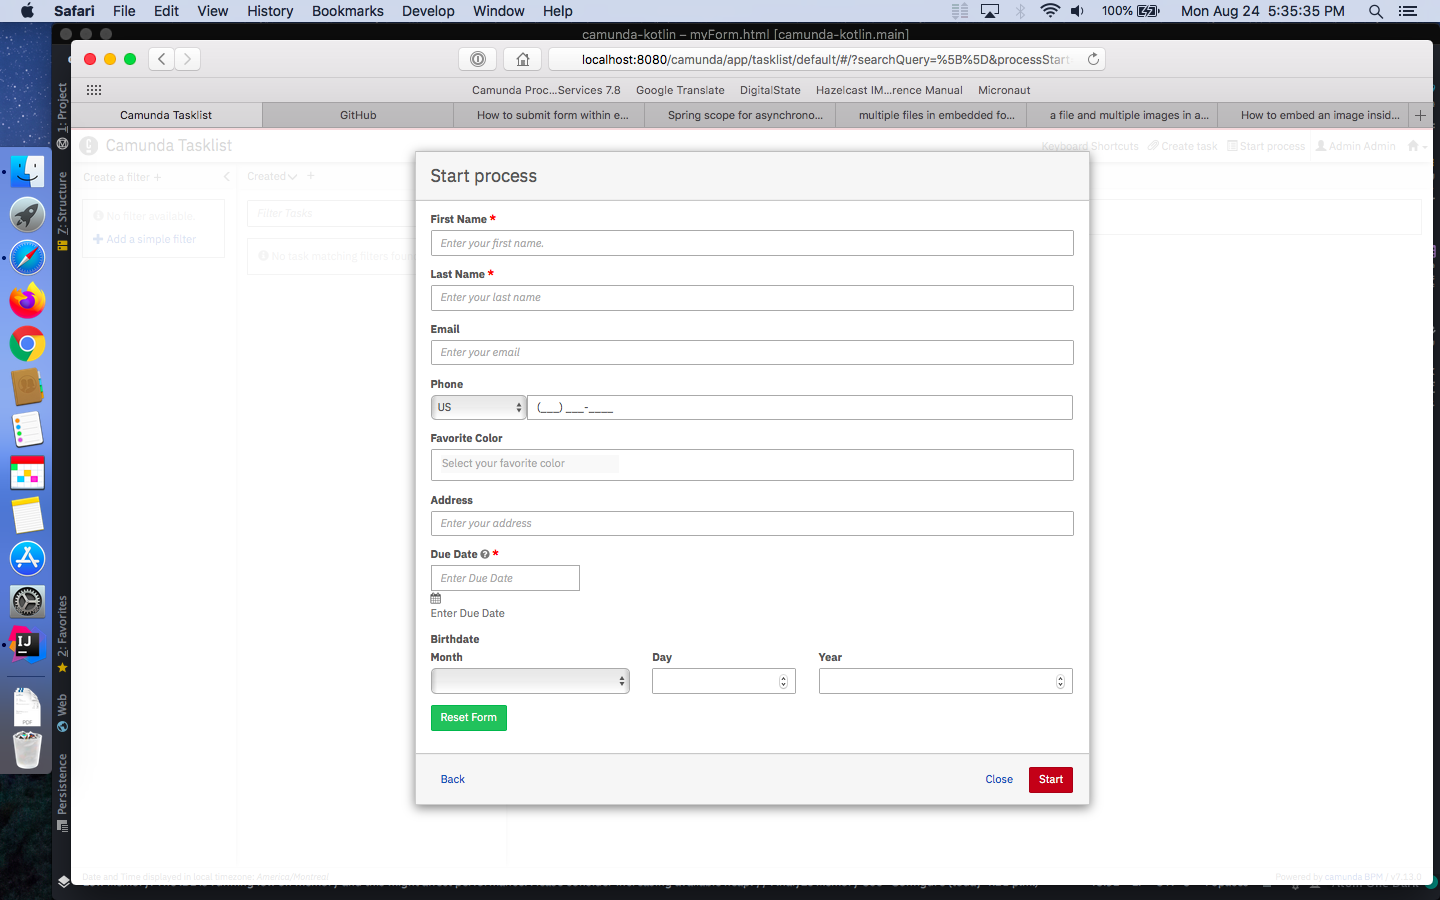 Safari File Edit View History Bookmarks Develop Window Help 100% Mon Aug 24 5:35:35 PM
camunda-kotlin – myForm.html [camunda-kotlin.main]
localhost:8080/camunda/app/tasklist/default/#/?searchQuery=%5B%5D&processStart
Camunda Proc...Services 7.8 Google Translate DigitalState Hazelcast IM...rence Manual Micronaut
Camunda Tasklist GitHub How to submit form within e... Spring scope for asynchrono... multiple files in embedded fo... a file and multiple images in a... How to embed an image insid...
Camunda Tasklist Keyboard Shortcuts Create task Start process Admin Admin
Create a filter + Created +
No filter available
Add a simple filter
Filter Tasks
No task matching filters foun
1: Project
7: Structure
2: Favorites
Web
Persistence
Start process
First Name *
Enter your first name.
Last Name *
Enter your last name
Email
Enter your email
Phone
US (___) ___-____
Favorite Color
Select your favorite color
Address
Enter your address
Due Date *
Enter Due Date
Enter Due Date
Birthdate
Month Day Year
Reset Form
Back Close Start
Date and Time displayed in local timezone: America/Montreal
Powered by camunda BPM / v7.13.0
IJ
PDF